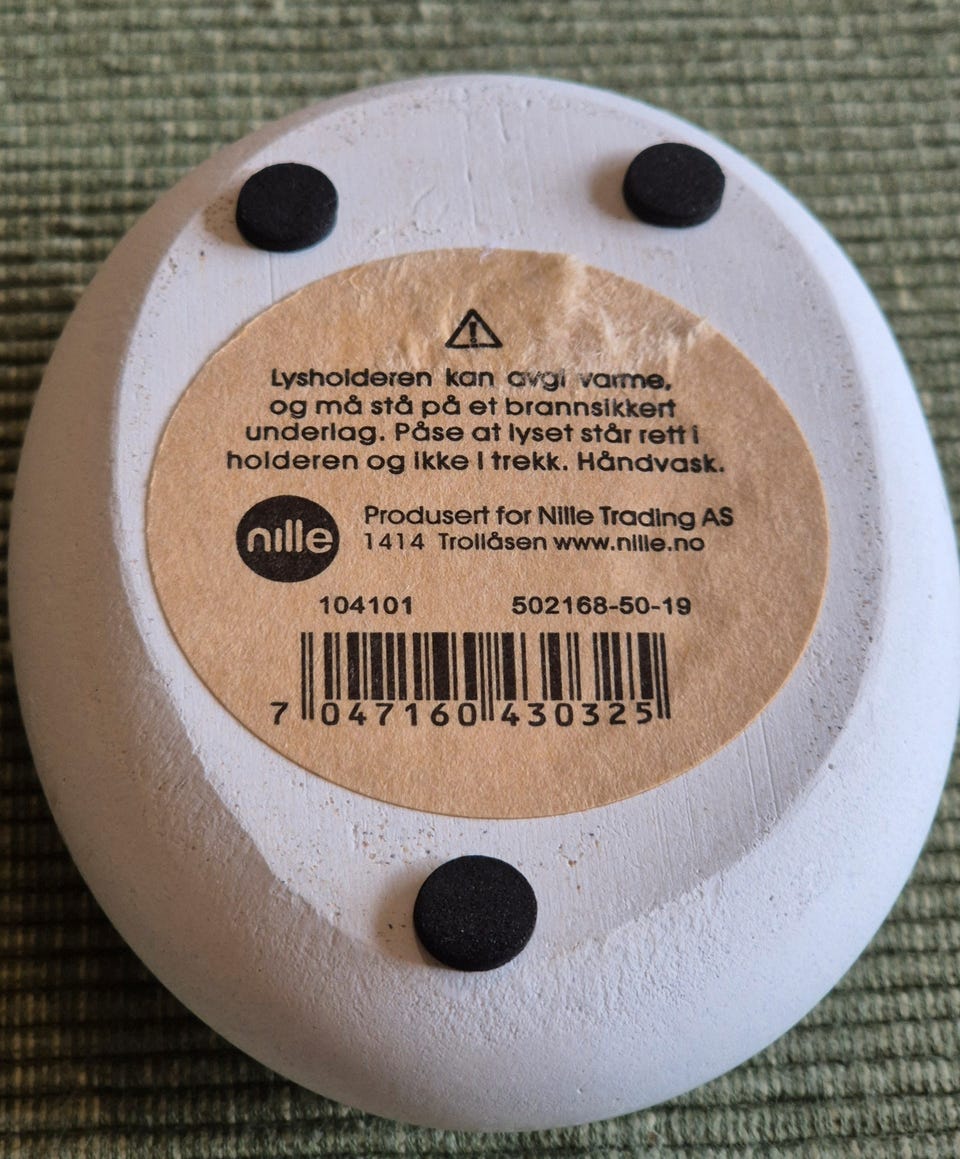 Lysholderen kan avgi varme,
og må stå på et brannsikkert
underlag. Påse at lyset står rett i
holderen og ikke i trekk. Håndvask.
nille
Produsert for Nille Trading AS
1414 Trollåsen www.nille.no
104101 502168-50-19
7 047160 430325